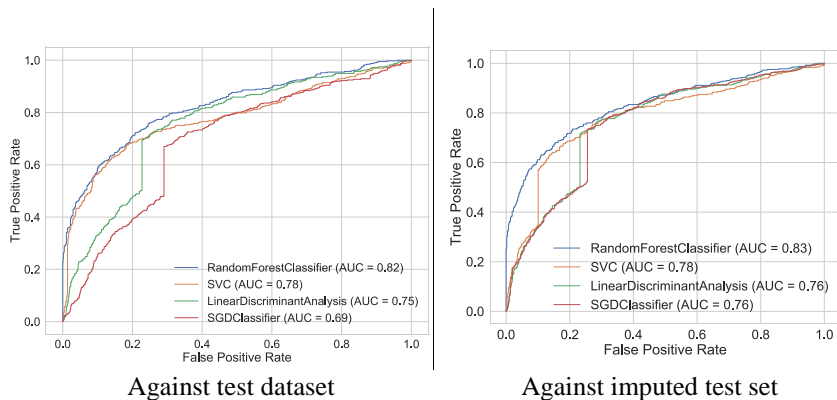 1.0
0.8
0.6
0.4
0.2
0.0
True Positive Rate
RandomForestClassifier (AUC = 0.82)
SVC (AUC = 0.78)
LinearDiscriminantAnalysis (AUC = 0.75)
SGDClassifier (AUC = 0.69)
0.0 0.2 0.4 0.6 0.8 1.0
False Positive Rate
Against test dataset
1.0
0.8
0.6
0.4
0.2
0.0
True Positive Rate
RandomForestClassifier (AUC = 0.83)
SVC (AUC = 0.78)
LinearDiscriminantAnalysis (AUC = 0.76)
SGDClassifier (AUC = 0.76)
0.0 0.2 0.4 0.6 0.8 1.0
False Positive Rate
Against imputed test set